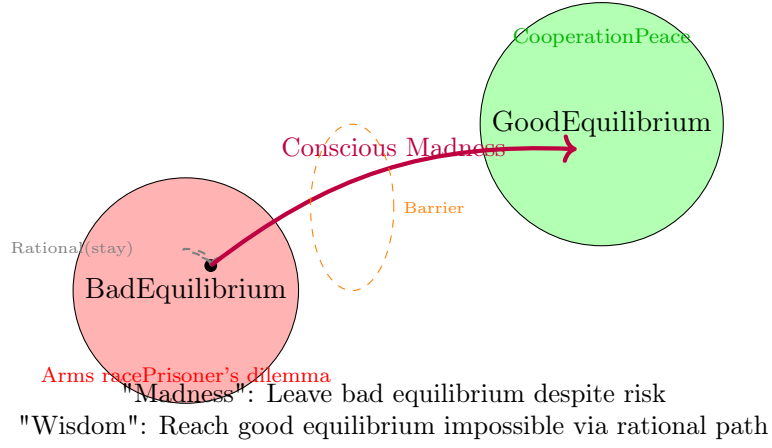 CooperationPeace
GoodEquilibrium
Conscious Madness
Barrier
Rational(stay)
BadEquilibrium
Arms racePrisoner's dilemma
"Madness": Leave bad equilibrium despite risk
"Wisdom": Reach good equilibrium impossible via rational path